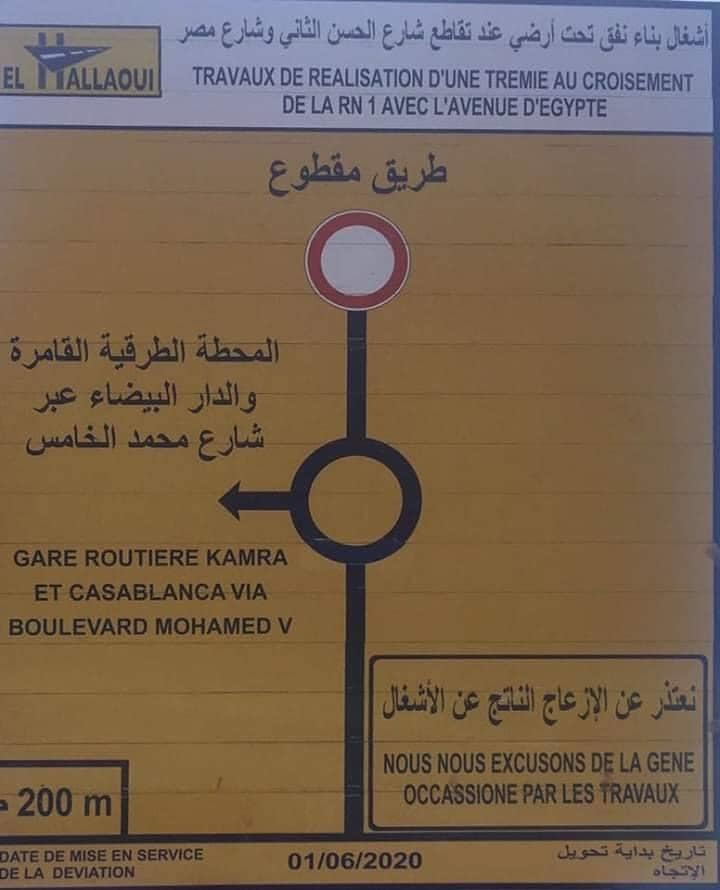 أشغال بناء نفق تحت أرضي عند تقاطع شارع الحسن الثاني وشارع مصر
EL HALLAOUI
TRAVAUX DE REALISATION D'UNE TREMIE AU CROISEMENT
DE LA RN 1 AVEC L'AVENUE D'EGYPTE
طريق مقطوع
المحطة الطرقية القامرة
والدار البيضاء عبر
شارع محمد الخامس
GARE ROUTIERE KAMRA
ET CASABLANCA VIA
BOULEVARD MOHAMED V
نعتذر عن الإزعاج الناتج عن الأشغال
NOUS NOUS EXCUSONS DE LA GENE
OCCASSIONE PAR LES TRAVAUX
200 m
DATE DE MISE EN SERVICE
DE LA DEVIATION
01/06/2020
تاريخ بداية تحويل
الإتجاه